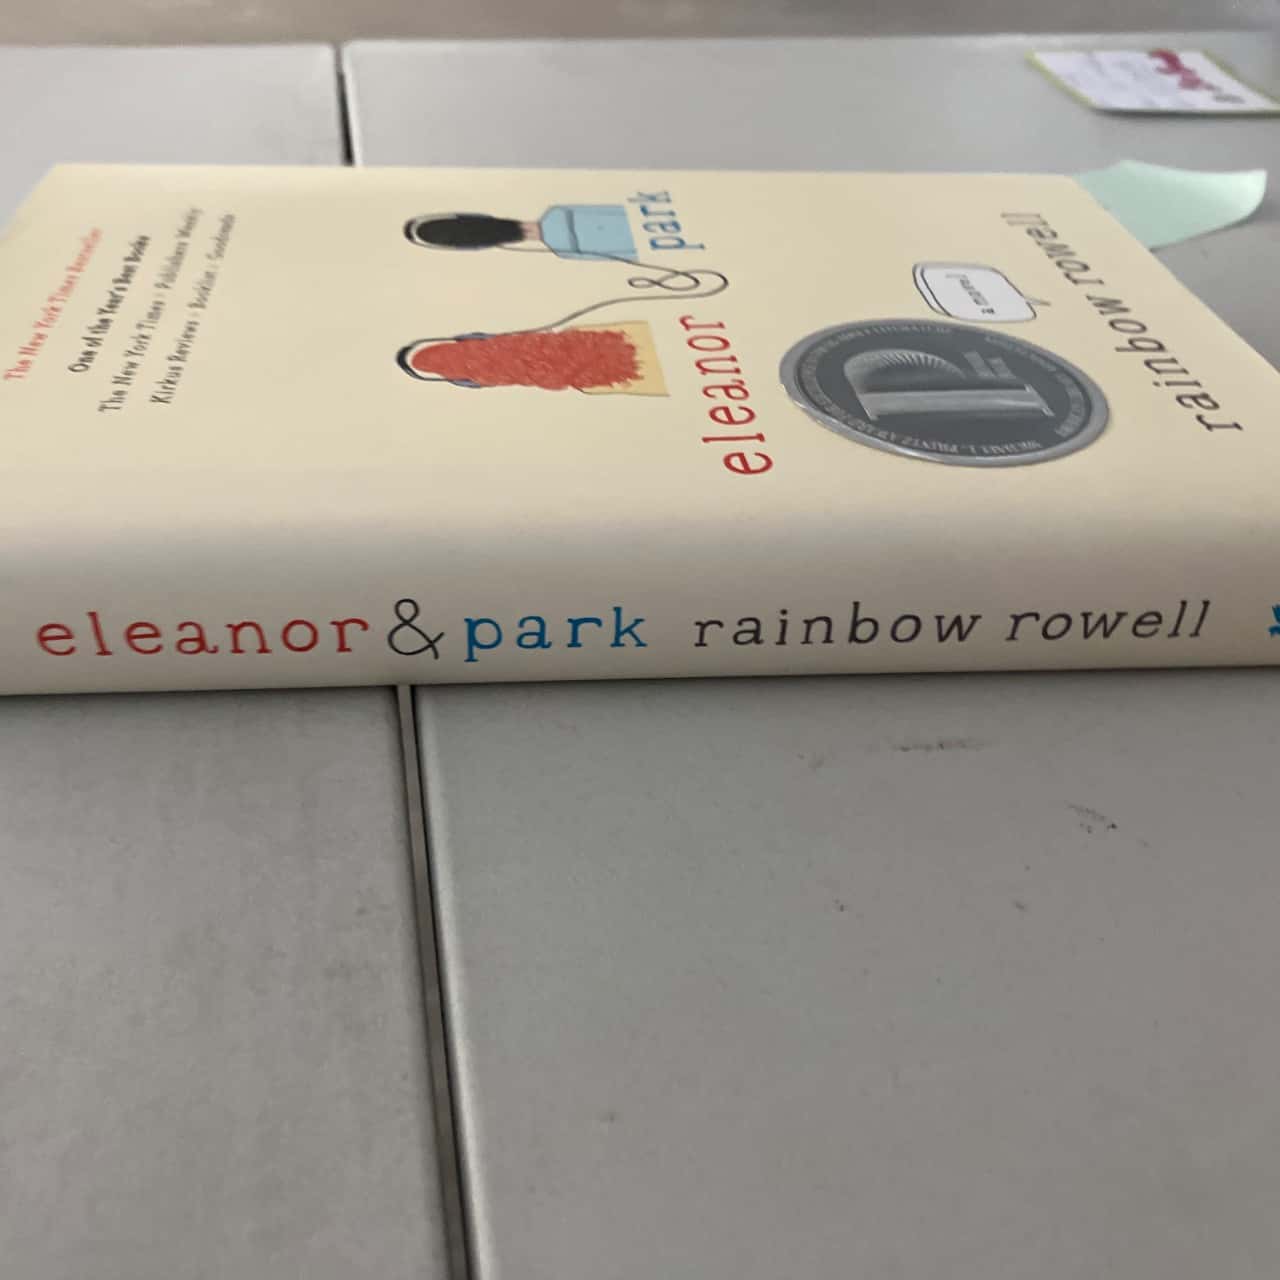 The New York Times Bestseller
One of the Year's Best Books
The New York Times · Publishers Weekly
Kirkus Reviews · Booklist · Goodreads
eleanor
&
park
a novel
rainbow rowell
eleanor & park rainbow rowell